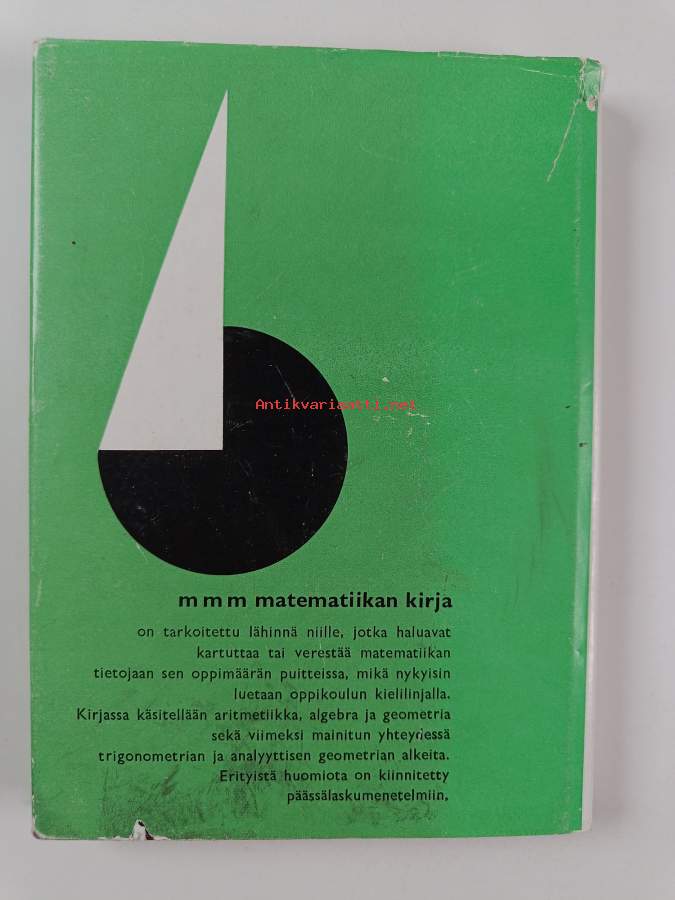 Antikvariaatti.net
m m m matematiikan kirja
on tarkoitettu lähinnä niille, jotka haluavat
kartuttaa tai verestää matematiikan
tietojaan sen oppimäärän puitteissa, mikä nykyisin
luetaan oppikoulun kielilinjalla.
Kirjassa käsitellään aritmetiikka, algebra ja geometria
sekä viimeksi mainitun yhteydessä
trigonometrian ja analyyttisen geometrian alkeita.
Erityistä huomiota on kiinnitetty
päässälaskumenetelmiin.